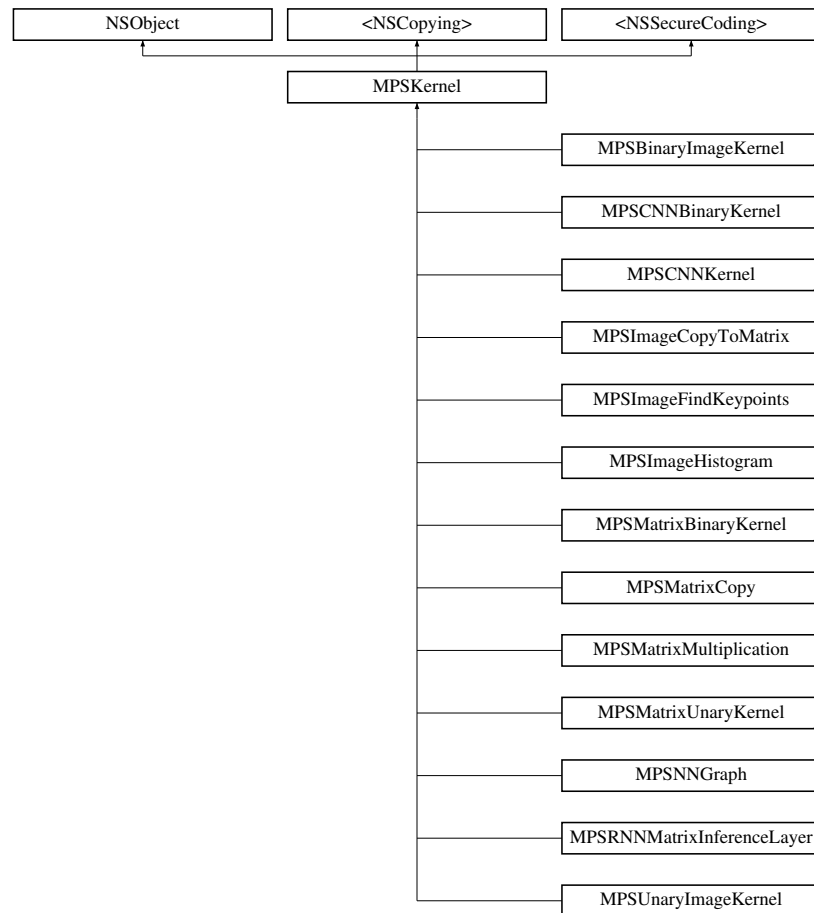 NSObject
<NSCopying>
<NSSecureCoding>
MPSKernel
MPSBinaryImageKernel
MPSCNNBinaryKernel
MPSCNNKernel
MPSImageCopyToMatrix
MPSImageFindKeypoints
MPSImageHistogram
MPSMatrixBinaryKernel
MPSMatrixCopy
MPSMatrixMultiplication
MPSMatrixUnaryKernel
MPSNNGraph
MPSRNNMatrixInferenceLayer
MPSUnaryImageKernel